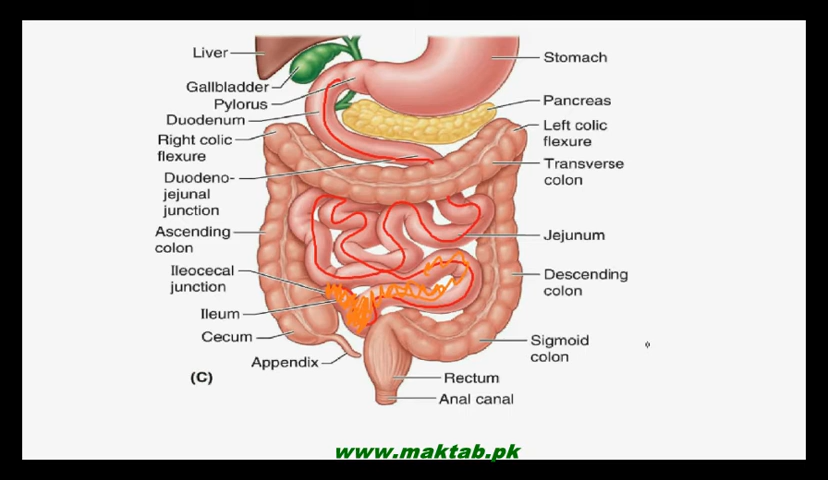 Liver
Gallbladder
Pylorus
Duodenum
Right colic
flexure
Duodeno-
jejunal
junction
Ascending
colon
Ileocecal
junction
Ileum
Cecum
Appendix
(C)
Stomach
Pancreas
Left colic
flexure
Transverse
colon
Jejunum
Descending
colon
Sigmoid
colon
Rectum
Anal canal
www.maktab.pk